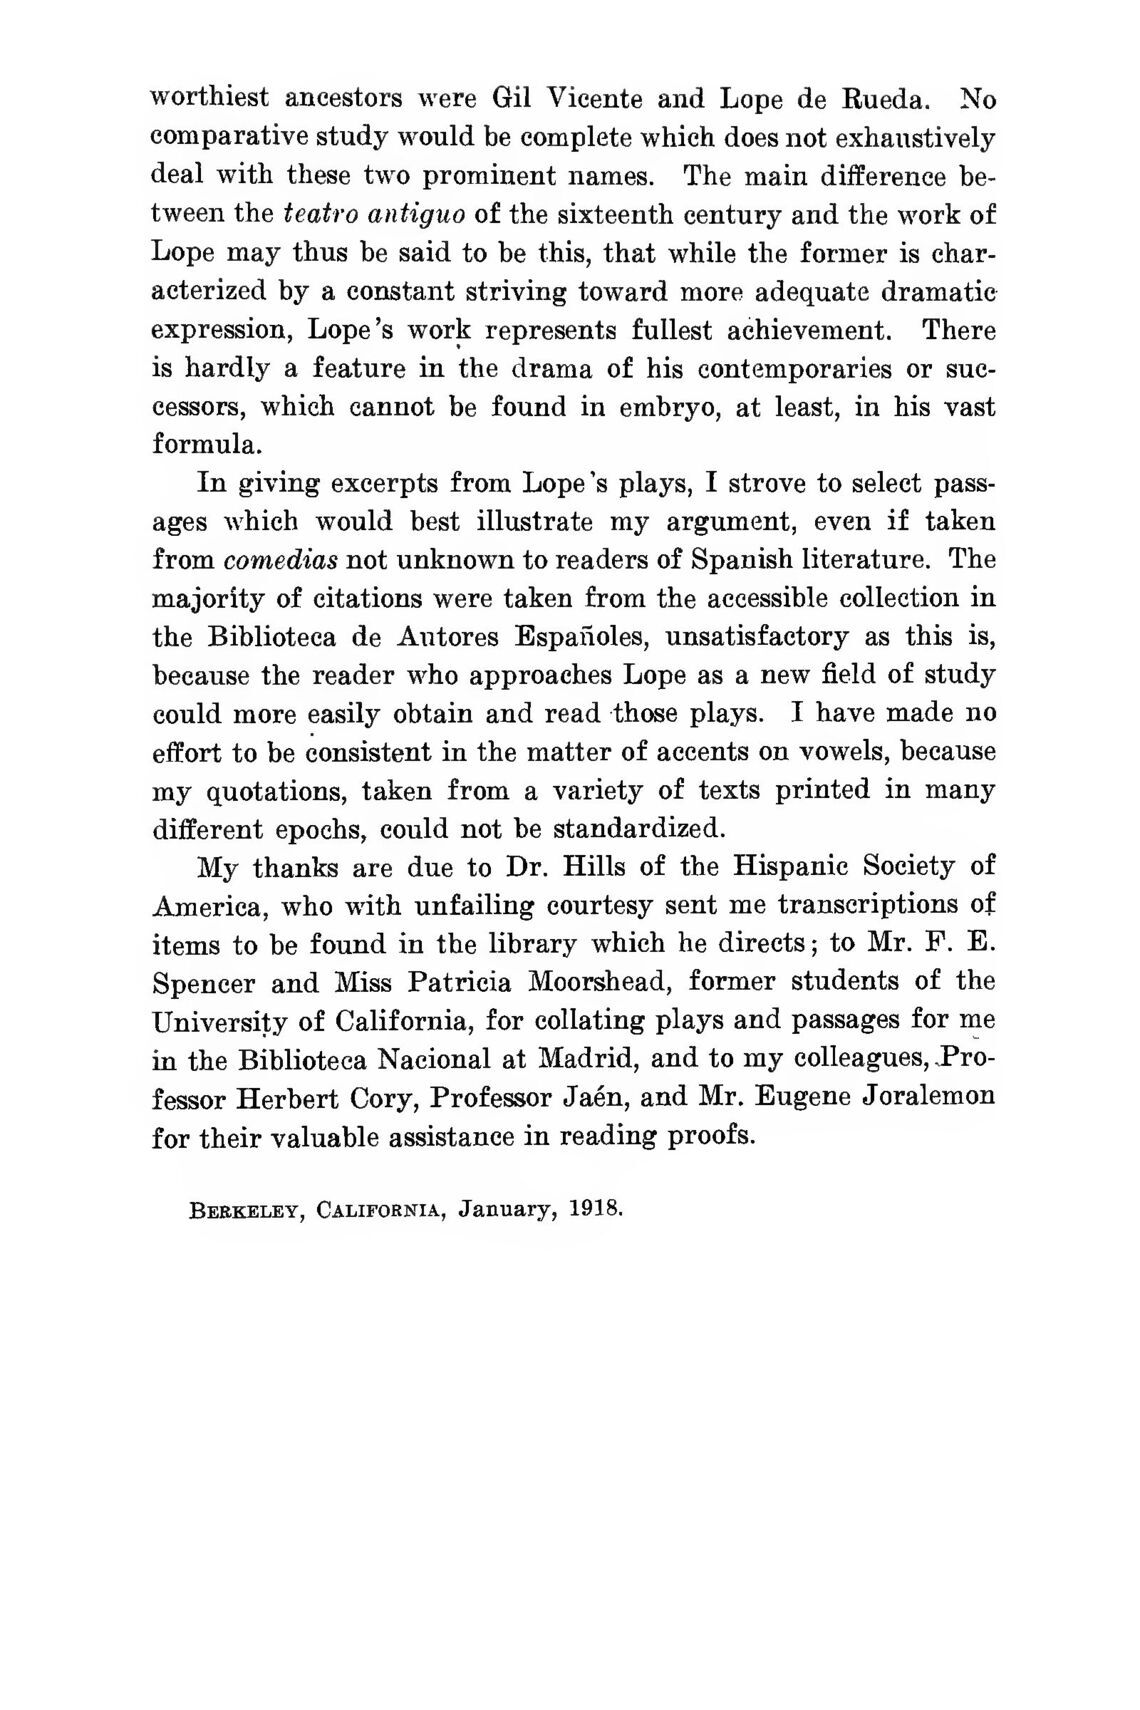 worthiest ancestors were Gil Vicente and Lope de Rueda. No
comparative study would be complete which does not exhaustively
deal with these two prominent names. The main difference be-
tween the teatro antiguo of the sixteenth century and the work of
Lope may thus be said to be this, that while the former is char-
acterized by a constant striving toward more adequate dramatic
expression, Lope's work represents fullest achievement. There
is hardly a feature in the drama of his contemporaries or suc-
cessors, which cannot be found in embryo, at least, in his vast
formula.
In giving excerpts from Lope's plays, I strove to select pass-
ages which would best illustrate my argument, even if taken
from comedias not unknown to readers of Spanish literature. The
majority of citations were taken from the accessible collection in
the Biblioteca de Autores Españoles, unsatisfactory as this is,
because the reader who approaches Lope as a new field of study
could more easily obtain and read those plays. I have made no
effort to be consistent in the matter of accents on vowels, because
my quotations, taken from a variety of texts printed in many
different epochs, could not be standardized.
My thanks are due to Dr. Hills of the Hispanic Society of
America, who with unfailing courtesy sent me transcriptions of
items to be found in the library which he directs; to Mr. F. E.
Spencer and Miss Patricia Moorshead, former students of the
University of California, for collating plays and passages for me
in the Biblioteca Nacional at Madrid, and to my colleagues, Pro-
fessor Herbert Cory, Professor Jaén, and Mr. Eugene Joralemon
for their valuable assistance in reading proofs.
BERKELEY, CALIFORNIA, January, 1918.